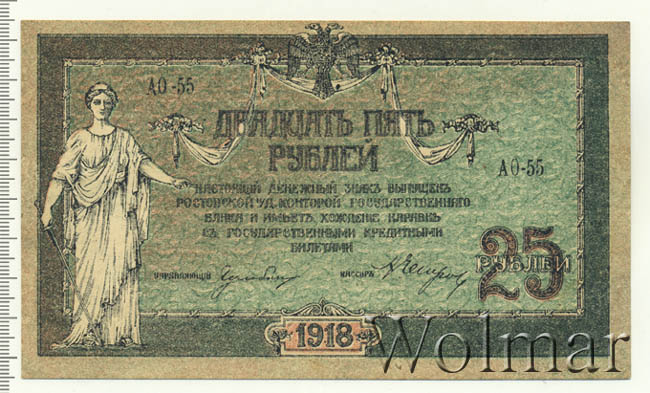 АО-55
ДВАДЦАТЬ ПЯТЬ
РУБЛЕЙ
АО-55
НАСТОЯЩІЙ ДЕНЕЖНЫЙ ЗНАКЪ ВЫПУЩЕНЪ
РОСТОВСКОЙ УД. КОНТОРОЙ ГОСУДАРСТВЕННАГО
БАНКА И ИМѢЕТЪ ХОЖДЕНІЕ НАРАВНѢ
СЪ ГОСУДАРСТВЕННЫМИ КРЕДИТНЫМИ
БИЛЕТАМИ
УПРАВЛЯЮЩІЙ
КАССИРЪ
25
РУБЛЕЙ
1918
Wolmar